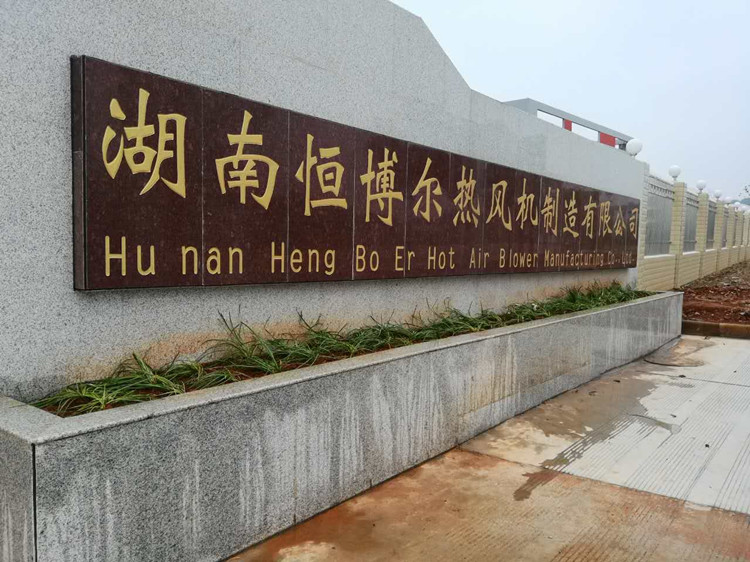 湖南恒博尔热风机制造有限公司
Hu nan Heng Bo Er Hot Air Blower Manufacturing Co., Ltd.